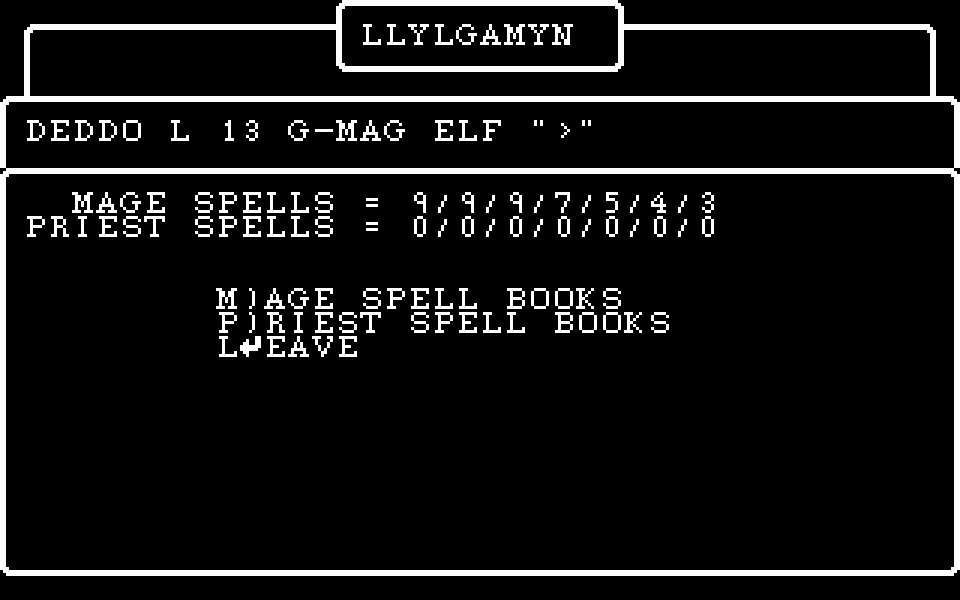 LLYLGAMYN
DEDDO L 13 G-MAG ELF ">"
MAGE SPELLS = 9/9/9/7/5/4/3
PRIEST SPELLS = 0/0/0/0/0/0/0
M)AGE SPELL BOOKS
P)RIEST SPELL BOOKS
L↵EAVE